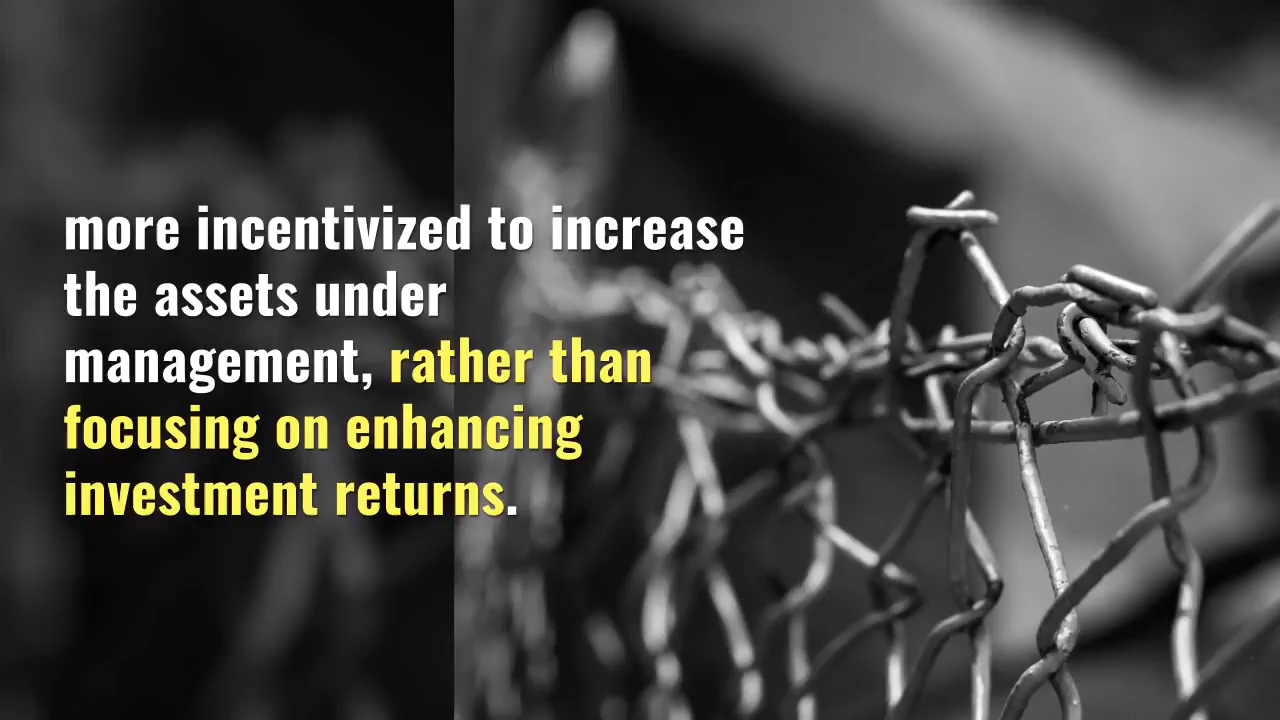 more incentivized to increase
the assets under
management, rather than
focusing on enhancing
investment returns.